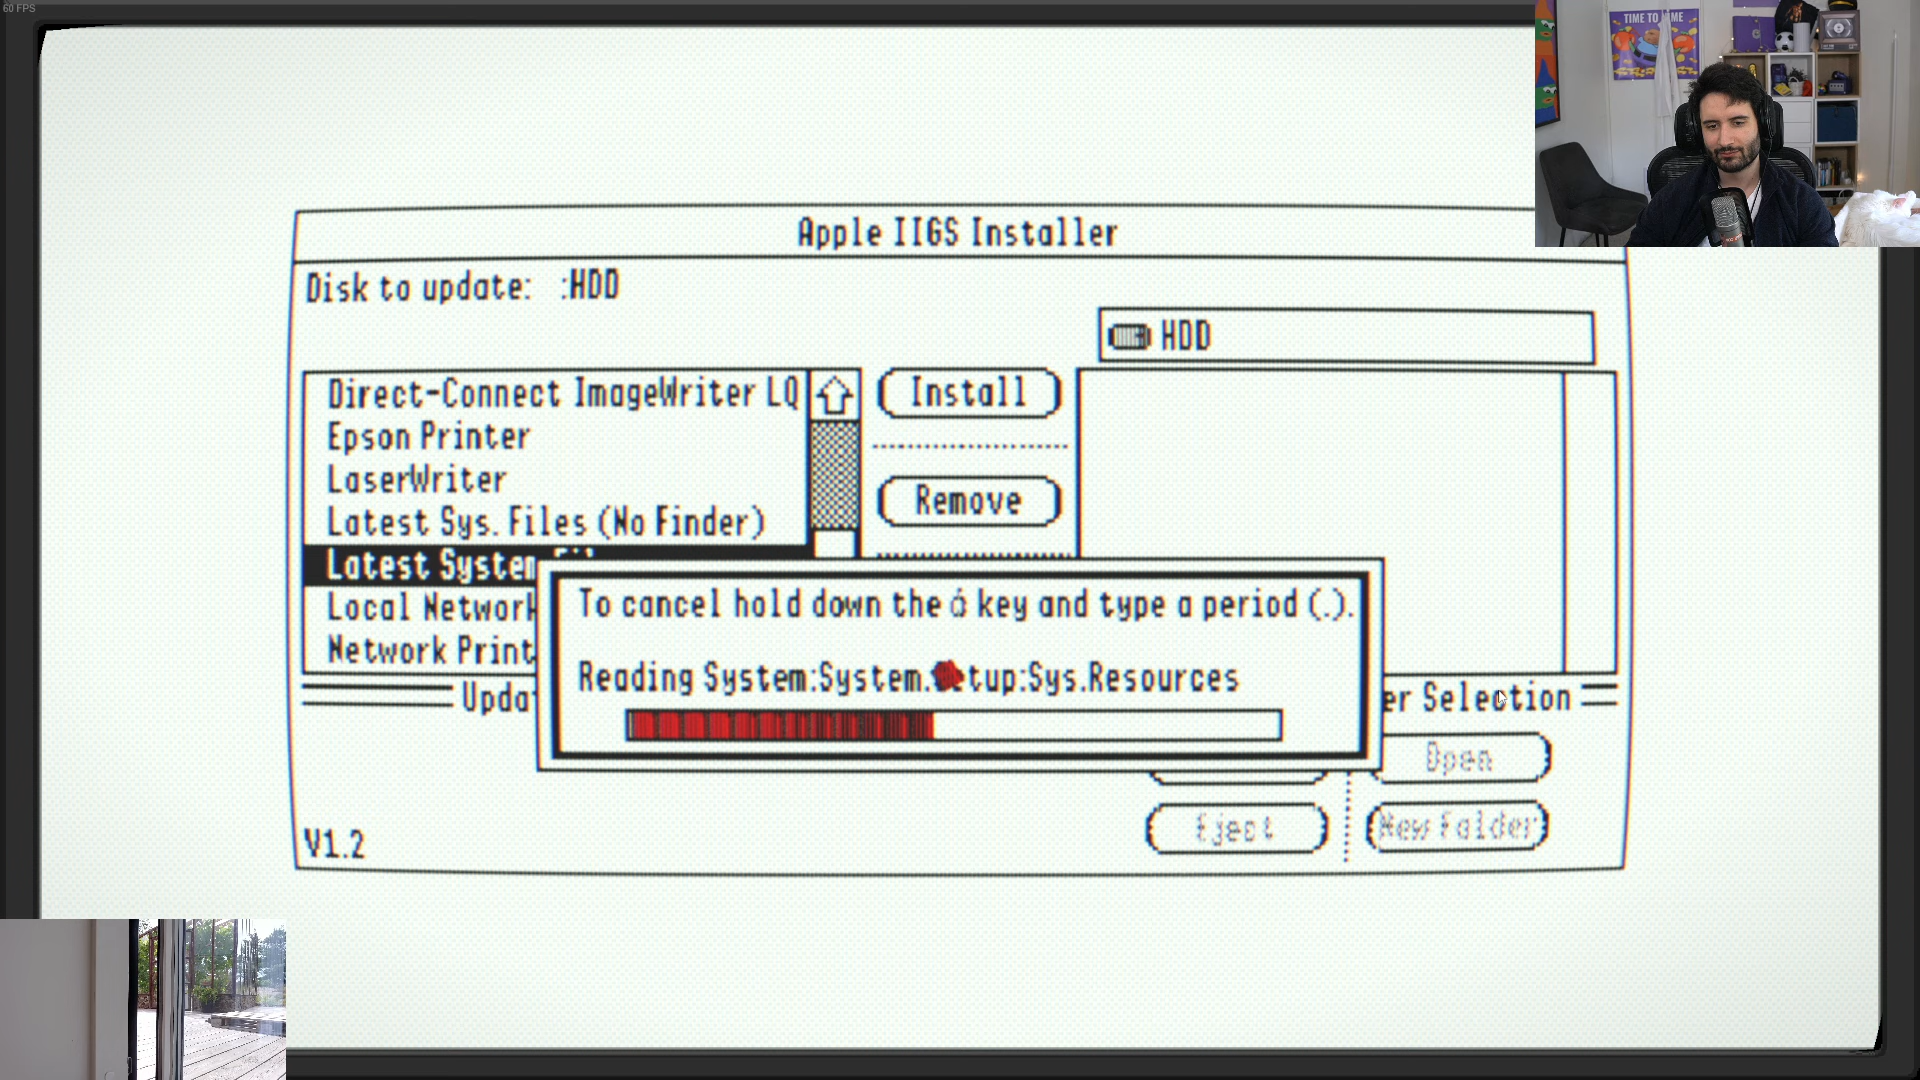 60 FPS
TIME TO
Apple IIGS Installer
Disk to update: :HDD
HDD
Direct-Connect ImageWriter LQ
Epson Printer
LaserWriter
Latest Sys. Files (No Finder)
Latest System
Local Network
Network Print
Install
Remove
To cancel hold down the key and type a period (.).
Reading System:System. tup:Sys.Resources
Upda
er Selection
Open
Eject
New Folder
V1.2